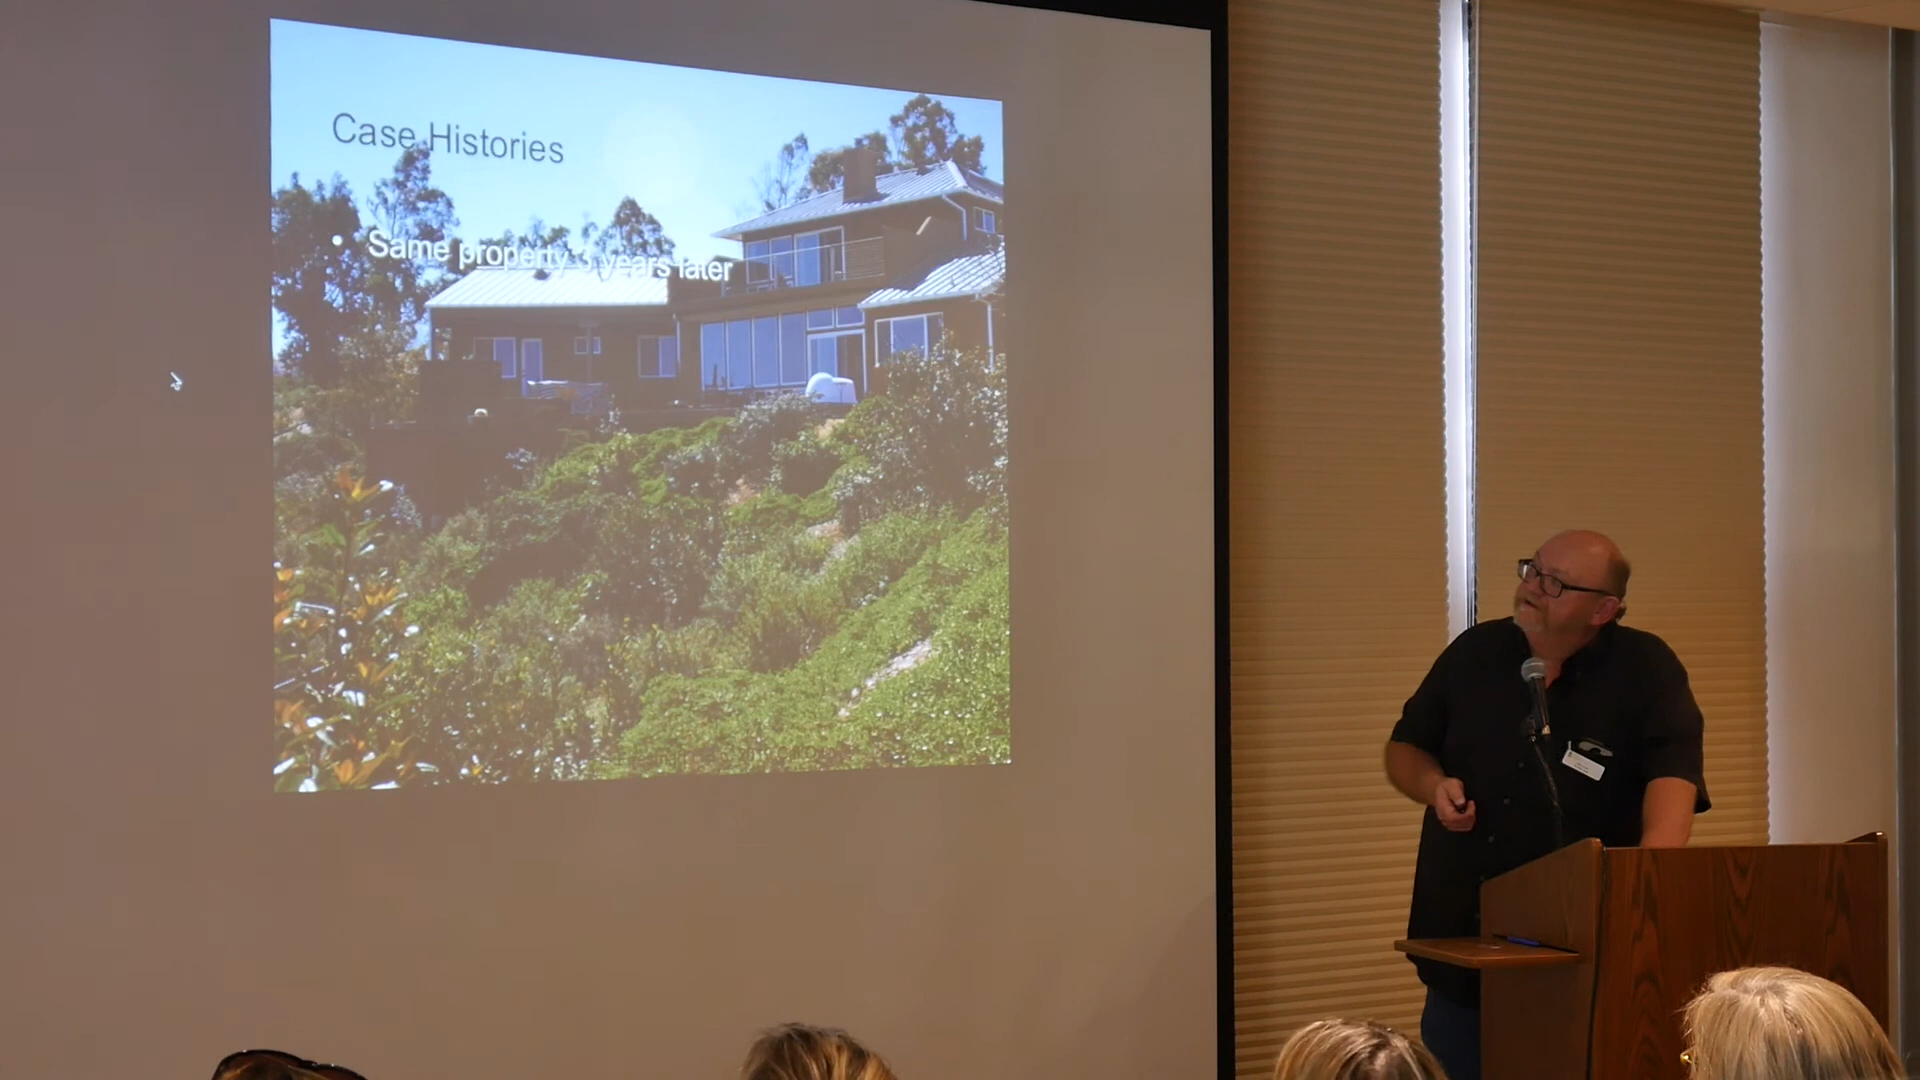 Case Histories
• Same property 3 years later